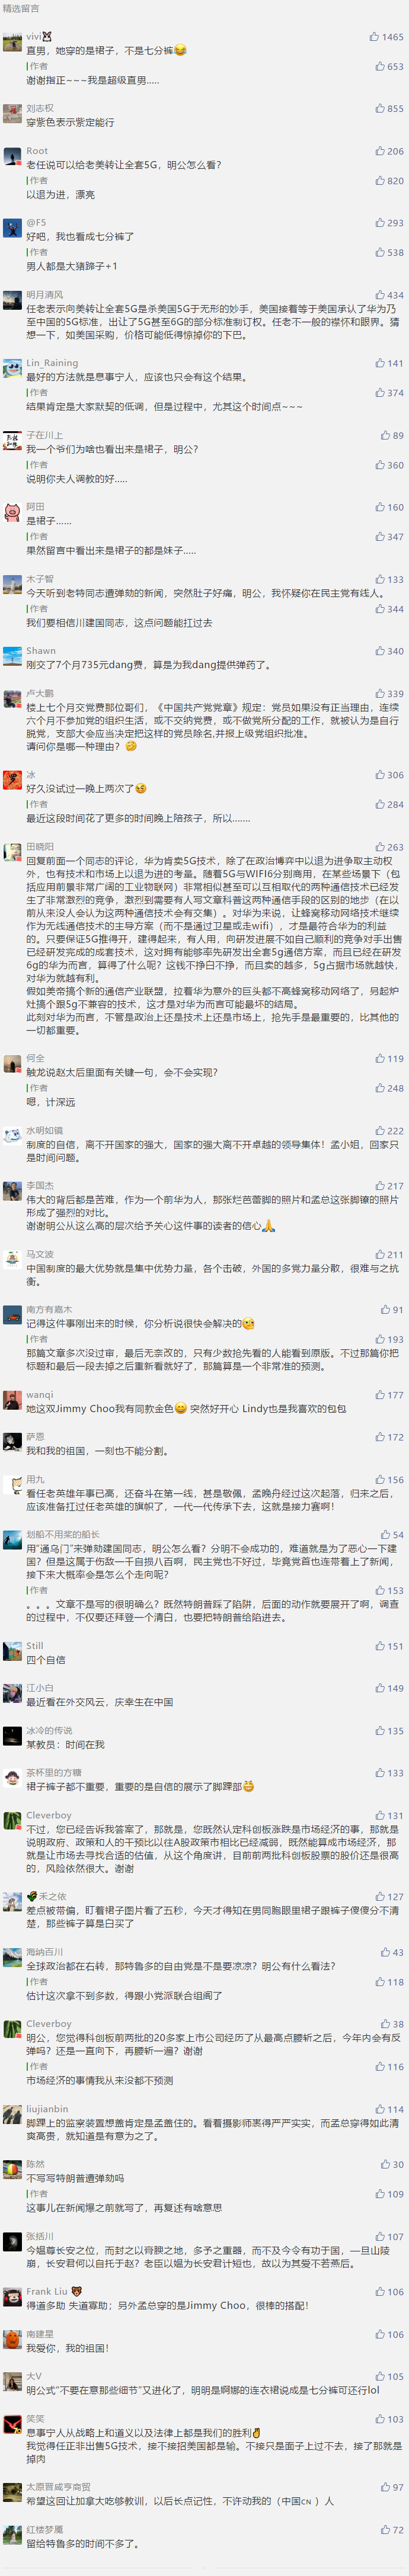 精选留言
vivi 1465
直男，她穿的是裙子，不是七分裤😂
作者 653
谢谢指正~~~我是超级直男.....
刘志权 855
穿紫色表示紫定能行
Root 206
老任说可以给老美转让全套5G，明公怎么看？
作者 820
以退为进，漂亮
@F5 293
好吧，我也看成七分裤了
作者 538
男人都是大猪蹄子+1
明月清风 434
任老表示向美转让全套5G是杀美国5G于无形的妙手，美国接着等于美国承认了华为乃
至中国的5G标准，出让了5G甚至6G的部分标准制订权。任老不一般的襟怀和眼界。猜
想一下，如美国采购，价格可能低得惊掉你的下巴。
Lin_Raining 141
最好的方法就是息事宁人，应该也只会有这个结果。
作者 374
结果肯定是大家默契的低调，但是过程中，尤其这个时间点~~~
子在川上 89
我一个爷们为啥也看出来是裙子，明公？
作者 360
说明你夫人调教的好.....
阿田 160
是裙子......
作者 347
果然留言中看出来是裙子的都是妹子.....
木子智 133
今天听到老特同志遭弹劾的新闻，突然肚子好痛，明公，我怀疑你在民主党有线人。
作者 344
我们要相信川建国同志，这点问题能扛过去
Shawn 340
刚交了7个月735元dang费，算是为我dang提供弹药了。
卢大鹏 339
楼上七个月交党费那位哥们，《中国共产党党章》规定：党员如果没有正当理由，连续
六个月不参加党的组织生活，或不交纳党费，或不做党所分配的工作，就被认为是自行
脱党，支部大会应当决定把这样的党员除名,并报上级党组织批准。
请问你是哪一种理由？🤔
冰 306
好久没试过一晚上两次了😉
作者 284
最近这段时间花了更多的时间晚上陪孩子，所以.......
田晓阳 263
回复前面一个同志的评论，华为肯卖5G技术，除了在政治博弈中以退为进争取主动权
外，也有技术和市场上以退为进的考量。随着5G与WIFI6分别商用，在某些场景下（包
括应用前景非常广阔的工业物联网）非常相似甚至可以互相取代的两种通信技术已经发
生了非常激烈的竞争，激烈到需要有人写文章科普这两种通信手段的区别的地步（在以
前从来没人会认为这两种通信技术会有交集）。对华为来说，让蜂窝移动网络技术继续
作为无线通信技术的主导方案（而不是通过卫星或走wifi），才是最符合华为的利益
的。只要保证5G推得开，建得起来，有人用，向研发进展不如自己顺利的竞争对手出售
已经研发完成的成套技术，这对拥有能够率先研发出全套5g通信方案，而且已经在研发
6g的华为而言，算得了什么呢？这钱不挣白不挣，而且卖的越多，5g占据市场就越快，
对华为就越有利。
假如美帝搞个新的通信产业联盟，拉着华为意外的巨头都不高蜂窝移动网络了，另起炉
灶搞个跟5g不兼容的技术，这才是对华为而言可能最坏的结局。
此刻对华为而言，不管是政治上还是技术上还是市场上，抢先手是最重要的，比其他的
一切都重要。
何全 119
触龙说赵太后里面有关键一句，会不会实现？
作者 248
嗯，计深远
水明如镜 222
制度的自信，离不开国家的强大，国家的强大离不开卓越的领导集体！孟小姐，回家只
是时间问题。
李国杰 217
伟大的背后都是苦难，作为一个前华为人，那张烂芭蕾脚的照片和孟总这张脚镣的照片
形成了强烈的对比。
谢谢明公从这么高的层次给予关心这件事的读者的信心🙏
马文波 211
中国制度的最大优势就是集中优势力量，各个击破，外国的多党力量分散，很难与之抗
衡。
南方有嘉木 91
记得这件事刚出来的时候，你分析说很快会解决的🧐
作者 193
那篇文章多次没过审，最后无奈改的，只有少数抢先看的人能看到原版。不过那篇你把
标题和最后一段去掉之后重新看就好了，那篇算是一个非常准的预测。
wanqi 177
她这双Jimmy Choo我有同款金色😄 突然好开心 Lindy也是我喜欢的包包
萨恩 172
我和我的祖国，一刻也不能分割。
用九 156
看任老英雄年事已高，还奋斗在第一线，甚是敬佩，孟晚舟经过这次起落，归来之后，
应该准备扛过任老英雄的旗帜了，一代一代传承下去，这就是接力赛啊！
划船不用桨的船长 54
用“通乌门”来弹劾建国同志，明公怎么看？分明不会成功的，难道就是为了恶心一下建
国？但是这属于伤敌一千自损八百啊，民主党也不好过，毕竟党首也连带着上了新闻，
接下来大概率会是怎么个走向呢？
作者 153
。。。文章不是写的很明确么？既然特朗普踩了陷阱，后面的动作就要展开了啊，调查
的过程中，不仅要还拜登一个清白，也要把特朗普给陷进去。
Still 151
四个自信
江小白 149
最近看在外交风云，庆幸生在中国
冰冷的传说 135
某教员：时间在我
茶杯里的方糖 133
裙子裤子都不重要，重要的是自信的展示了脚踝部😄
Cleverboy 131
不过，您已经告诉我答案了，那就是，您既然认定科创板涨跌是市场经济的事，那就是
说明政府、政策和人的干预比以往A股政策市相比已经减弱，既然能算成市场经济，那
就是让市场去寻找合适的估值，从这个角度讲，目前前两批科创板股票的股价还是很高
的，风险依然很大。谢谢
禾之依 127
差点被带偏，盯着裙子图片看了五秒，今天才得知在男同胞眼里裙子跟裤子傻傻分不清
楚，那些裤子算是白买了
海纳百川 43
全球政治都在右转，那特鲁多的自由党是不是要凉凉？明公有什么看法？
作者 118
估计这次拿不到多数，得跟小党派联合组阁了
Cleverboy 38
明公，您觉得科创板前两批的20多家上市公司经历了从最高点腰斩之后，今年内会有反
弹吗？还是一直向下，再腰斩一遍？谢谢
作者 116
市场经济的事情我从来没都不预测
liujianbin 114
脚踝上的监察装置想盖肯定是盖住的。看着摄影师裹得严严实实，而孟总穿得如此清
爽高贵，就知道是有意为之了。
陈然 30
不写写特朗普遭弹劾吗
作者 109
这事儿在新闻爆之前就写了，再复还有啥意思
张括川 107
今媪尊长安之位，而封之以膏腴之地，多予之重器，而不及今令有功于国，一旦山陵
崩，长安君何以自托于赵？老臣以媪为长安君计短也，故以为其爱不若燕后。
Frank Liu 🐻 106
得道多助 失道寡助；另外孟总穿的是Jimmy Choo，很棒的搭配！
南建星 106
我爱你，我的祖国！
大V 105
明公式“不要在意那些细节”又进化了，明明是啊娜的连衣裙说成是七分裤可还行lol
笑笑 103
息事宁人从战略上和道义以及法律上都是我们的胜利✌
我觉得任正非出售5G技术，接不接招美国都是输。不接只是面子上过不去，接了那就是
掉肉
太原晋威亨商贸 97
希望这回让加拿大吃够教训，以后长点记性，不许动我的（中国🇨🇳）人
红楼梦魇 72
留给特鲁多的时间不多了。